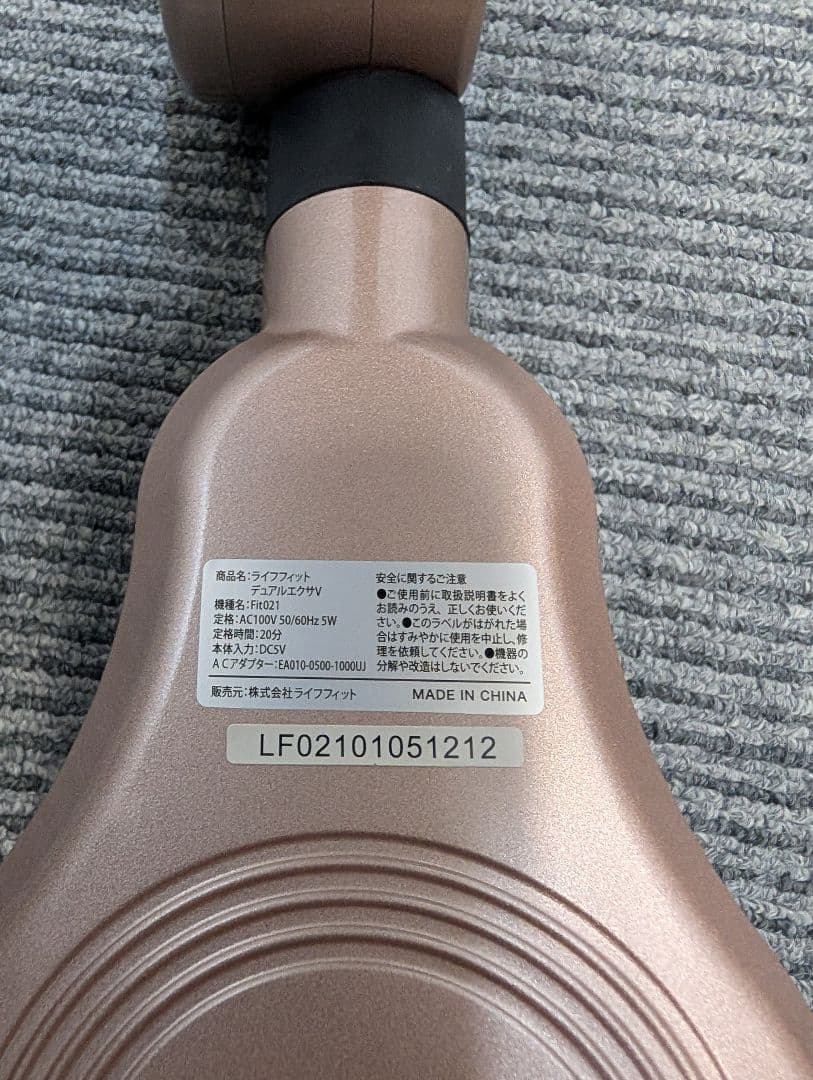 商品名:ライフフィット
デュアルエクサV
機種名:Fit021
定格:AC100V 50/60Hz 5W
定格時間:20分
本体入力:DC5V
ACアダプター:EA010-0500-1000UJ
安全に関するご注意
●ご使用前に取扱説明書をよく
お読みのうえ、正しくお使いくだ
さい。●このラベルがはがれた場
合はすみやかに使用を中止し、修
理を依頼してください。●機器の
分解や改造はしないでください。
販売元:株式会社ライフフィット
MADE IN CHINA
LF02101051212